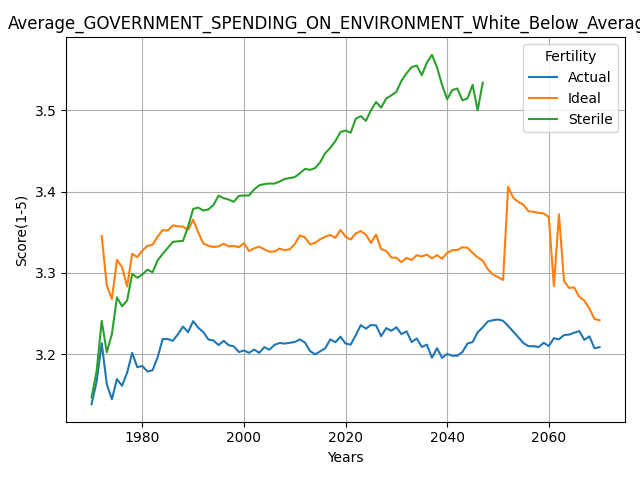 Average_GOVERNMENT_SPENDING_ON_ENVIRONMENT_White_Below_Averag
Fertility
Actual
Ideal
Sterile
Score(1-5)
3.5
3.4
3.3
3.2
1980 2000 2020 2040 2060
Years